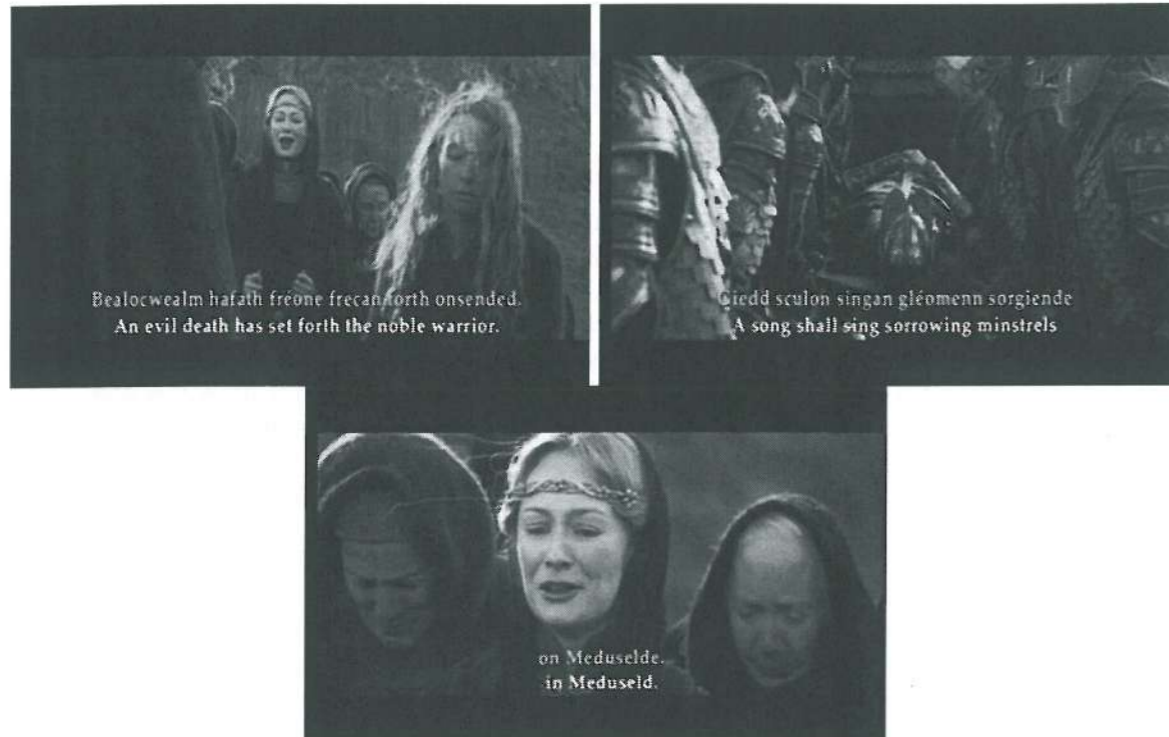 Bealocwealm hafath fréone frecan forth onsended.
An evil death has set forth the noble warrior.
Giedd sculon singan gléomenn sorgiende
A song shall sing sorrowing minstrels
on Meduselde.
in Meduseld.